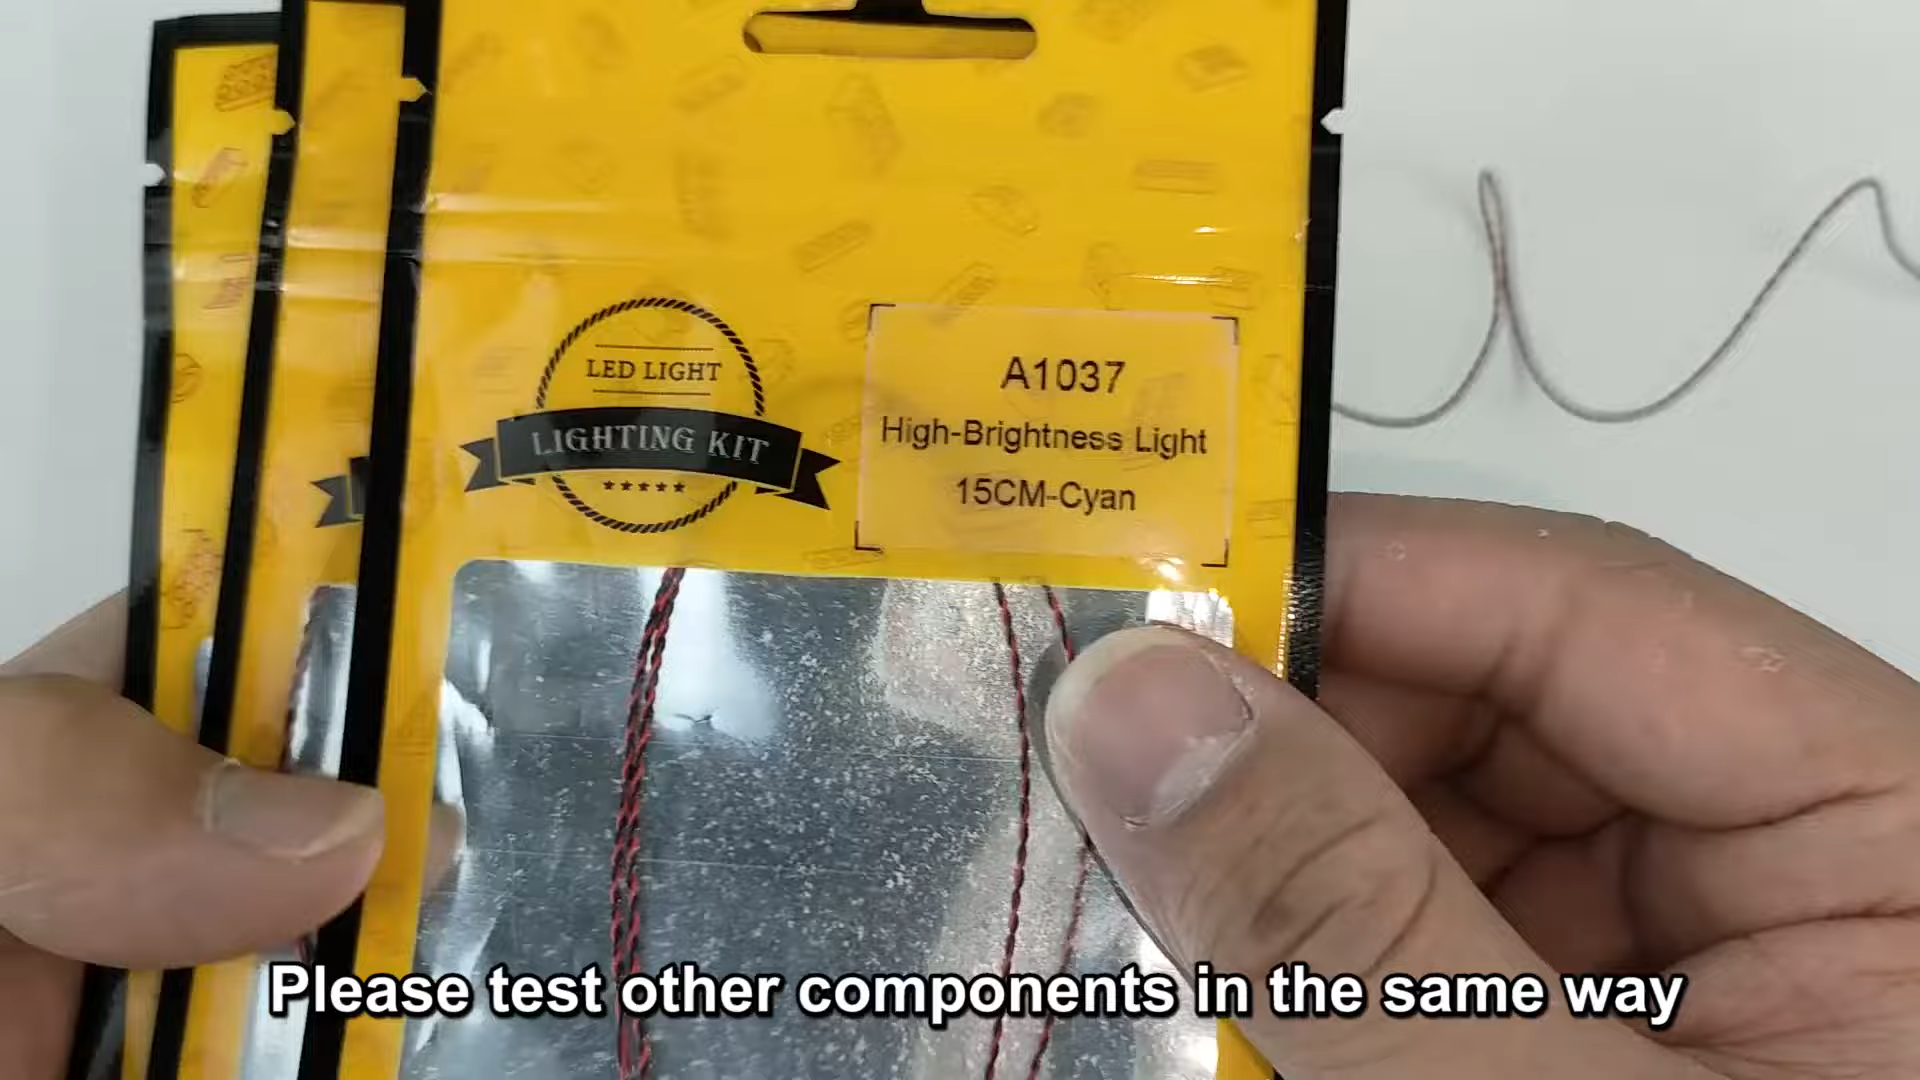 LED LIGHT
LIGHTING KIT
A1037
High-Brightness Light
15CM-Cyan
Please test other components in the same way